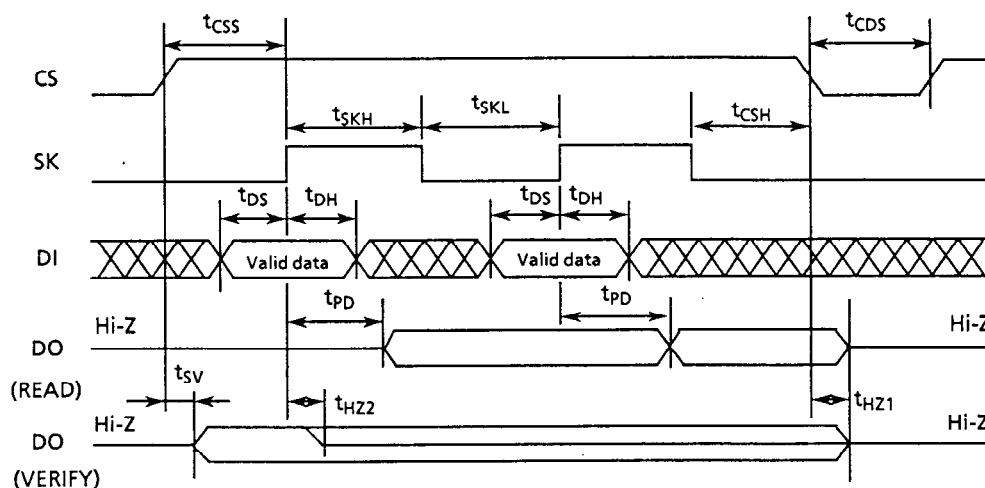 tCSS
tCDS
CS
tSKH
tSKL
tCSH
SK
tDS
tDH
tDS
tDH
DI
Valid data
Valid data
tPD
tPD
Hi-Z
Hi-Z
DO
(READ)
tSV
tHZ2
tHZ1
Hi-Z
Hi-Z
DO
(VERIFY)